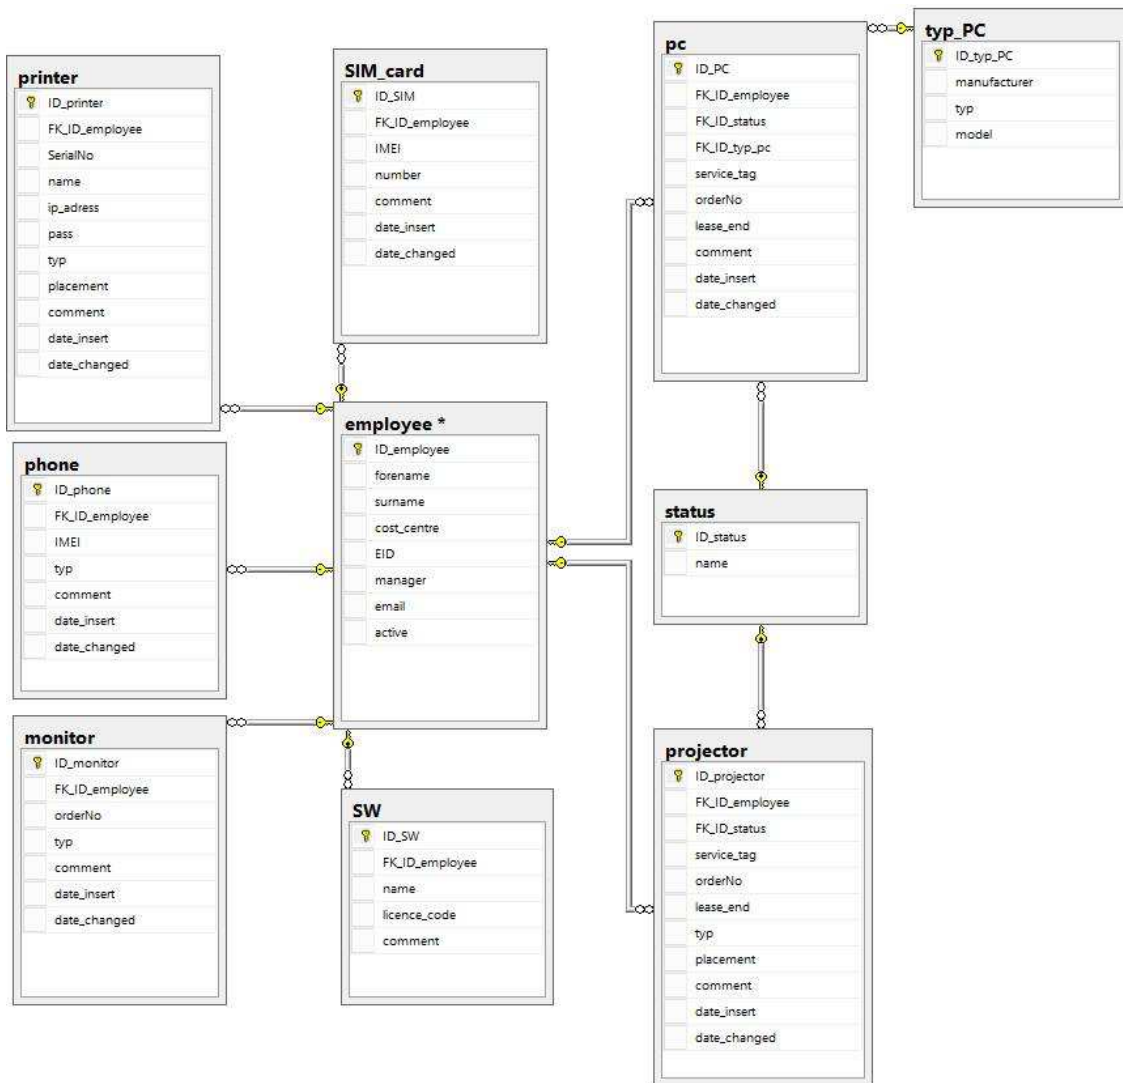 printer
ID_printer
FK_ID_employee
SerialNo
name
ip_adress
pass
typ
placement
comment
date_insert
date_changed
SIM_card
ID_SIM
FK_ID_employee
IMEI
number
comment
date_insert
date_changed
pc
ID_PC
FK_ID_employee
FK_ID_status
FK_ID_typ_pc
service_tag
orderNo
lease_end
comment
date_insert
date_changed
typ_PC
ID_typ_PC
manufacturer
typ
model
phone
ID_phone
FK_ID_employee
IMEI
typ
comment
date_insert
date_changed
employee *
ID_employee
forename
surname
cost_centre
EID
manager
email
active
status
ID_status
name
monitor
ID_monitor
FK_ID_employee
orderNo
typ
comment
date_insert
date_changed
SW
ID_SW
FK_ID_employee
name
licence_code
comment
projector
ID_projector
FK_ID_employee
FK_ID_status
service_tag
orderNo
lease_end
typ
placement
comment
date_insert
date_changed